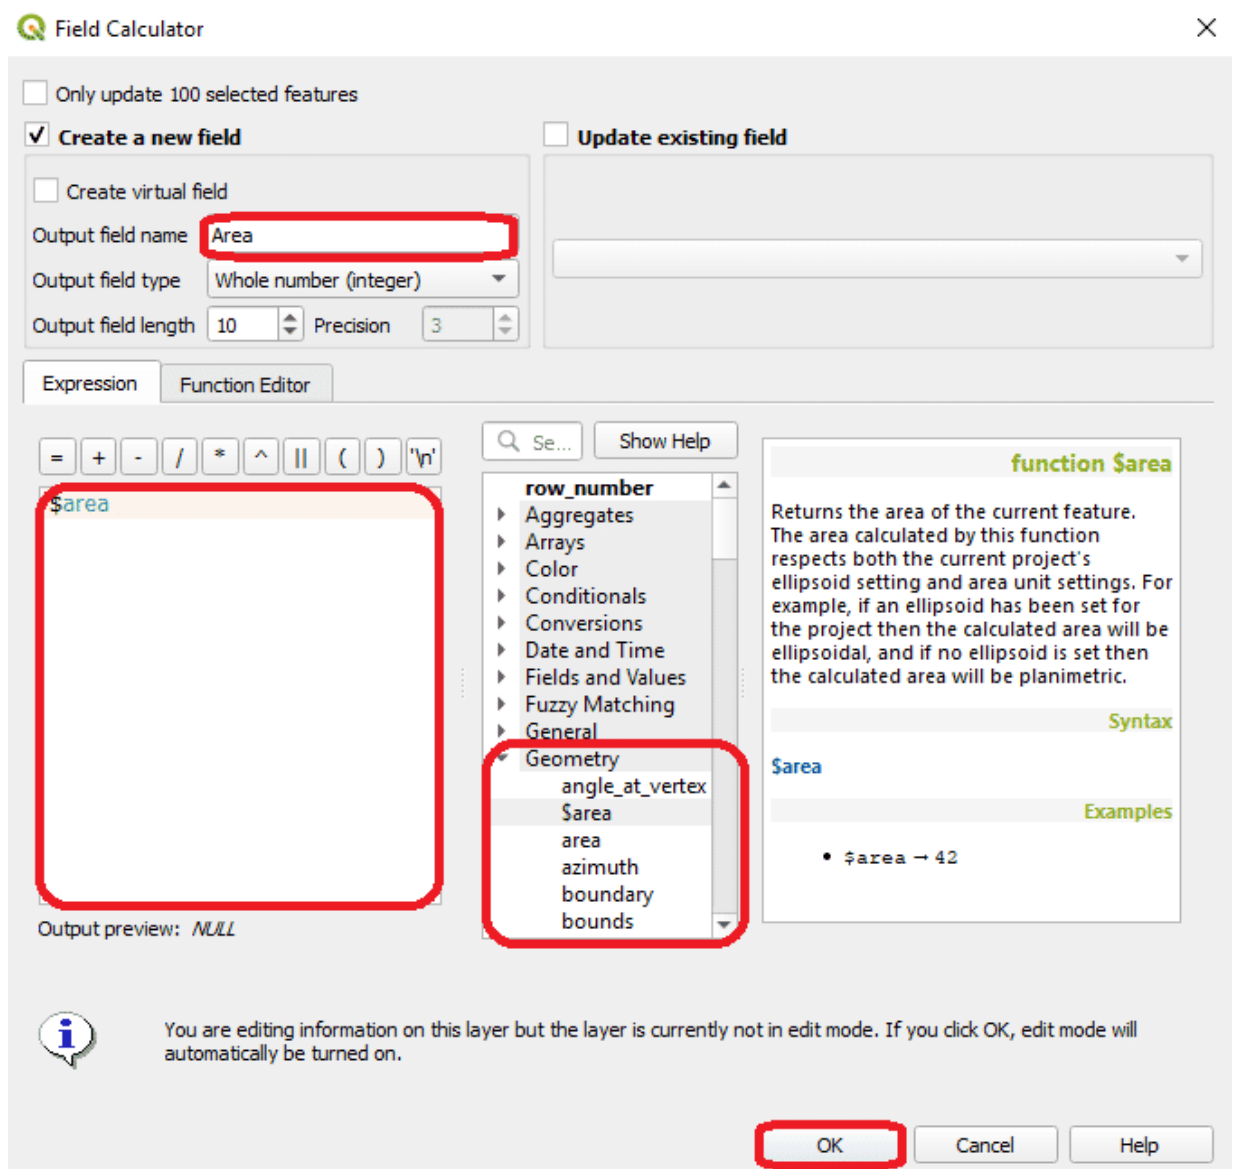 Field Calculator
Only update 100 selected features
Create a new field
Update existing field
Create virtual field
Output field name Area
Output field type Whole number (integer)
Output field length 10 Precision 3
Expression Function Editor
= + - / * ^ || ( ) '\n'
Se... Show Help
$area
row_number
Aggregates
Arrays
Color
Conditionals
Conversions
Date and Time
Fields and Values
Fuzzy Matching
General
Geometry
angle_at_vertex
$area
area
azimuth
boundary
bounds
function $area
Returns the area of the current feature.
The area calculated by this function
respects both the current project's
ellipsoid setting and area unit settings. For
example, if an ellipsoid has been set for
the project then the calculated area will be
ellipsoidal, and if no ellipsoid is set then
the calculated area will be planimetric.
Syntax
$area
Examples
• $area → 42
Output preview: NULL
You are editing information on this layer but the layer is currently not in edit mode. If you click OK, edit mode will
automatically be turned on.
OK Cancel Help